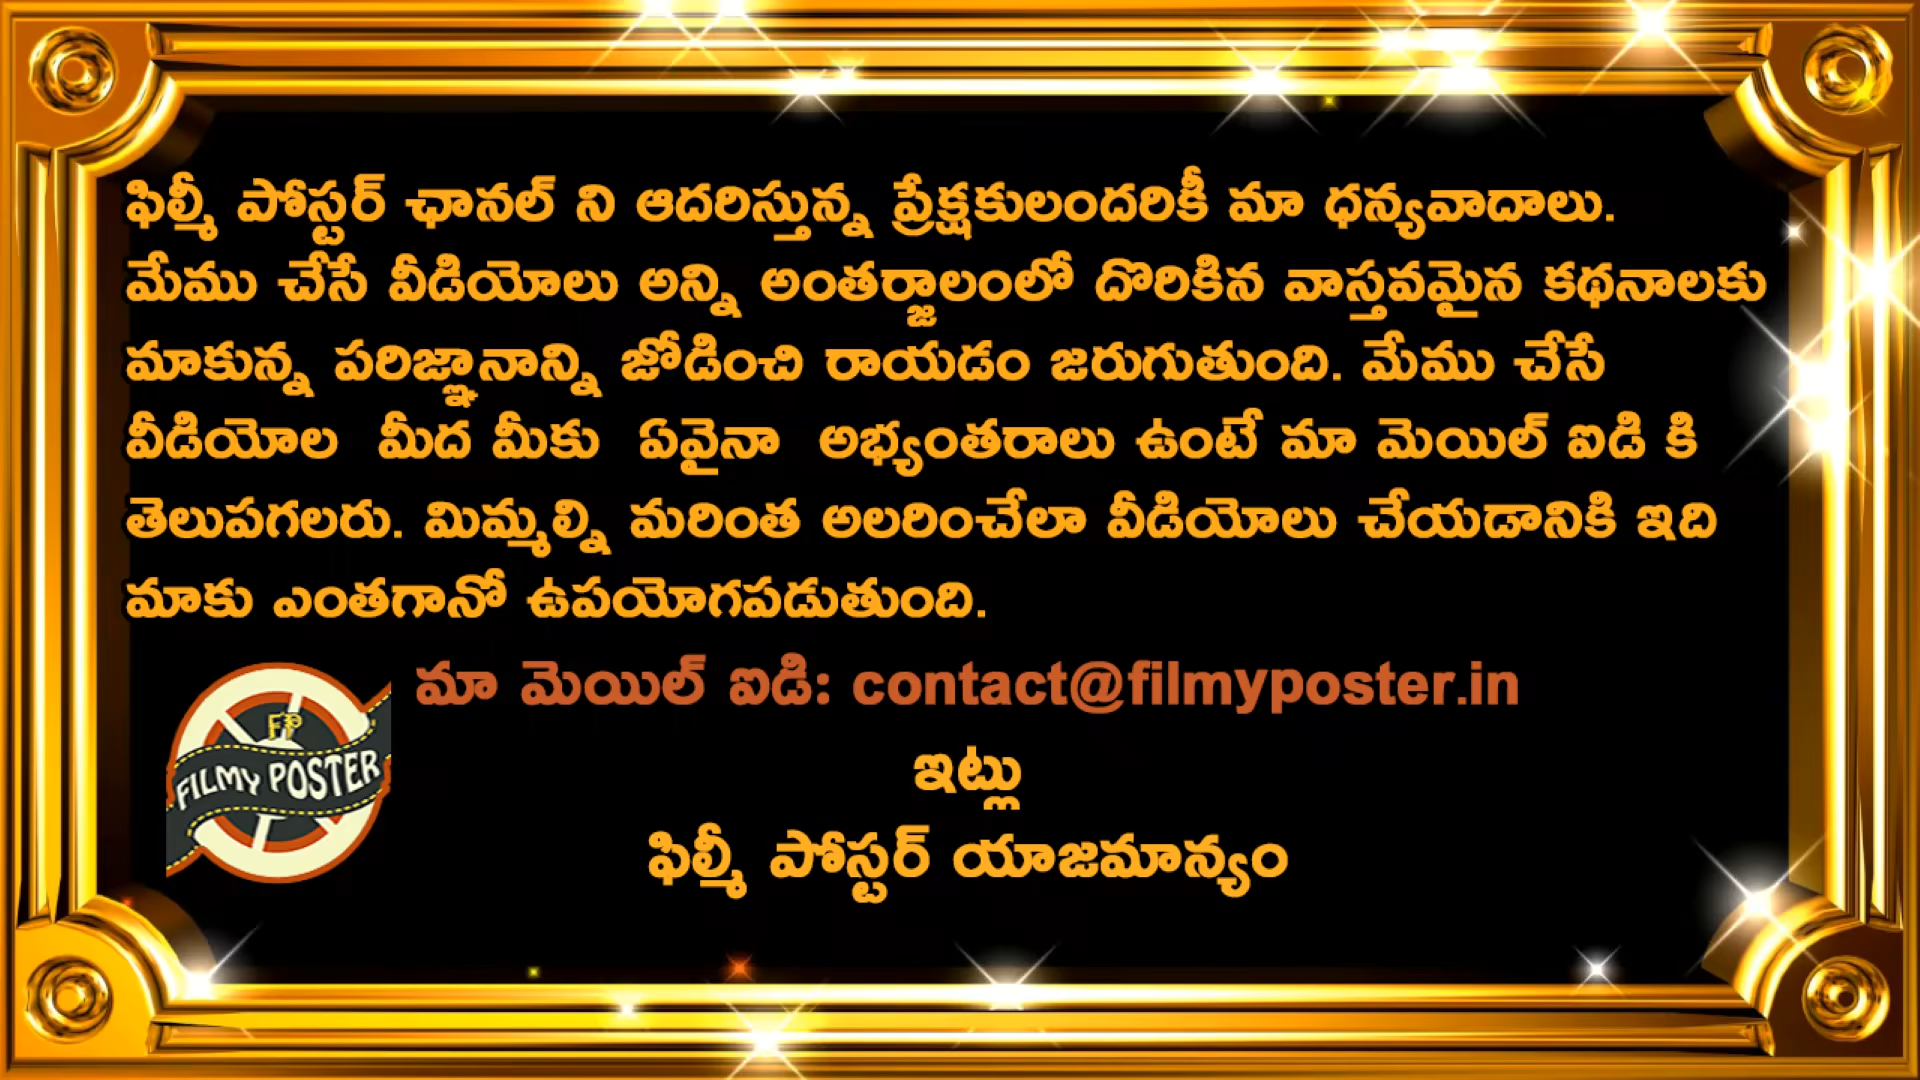 ఫిల్మీ పోస్టర్ ఛానల్ ని ఆదరిస్తున్న ప్రేక్షకులందరికీ మా ధన్యవాదాలు.
మేము చేసే వీడియోలు అన్ని అంతర్జాలంలో దొరికిన వాస్తవమైన కథనాలకు
మాకున్న పరిజ్ఞానాన్ని జోడించి రాయడం జరుగుతుంది. మేము చేసే
వీడియోల మీద మీకు ఏవైనా అభ్యంతరాలు ఉంటే మా మెయిల్ ఐడి కి
తెలుపగలరు. మిమ్మల్ని మరింత అలరించేలా వీడియోలు చేయడానికి ఇది
మాకు ఎంతగానో ఉపయోగపడుతుంది.
మా మెయిల్ ఐడి: contact@filmyposter.in
FP
FILMY POSTER
ఇట్లు
ఫిల్మీ పోస్టర్ యాజమాన్యం